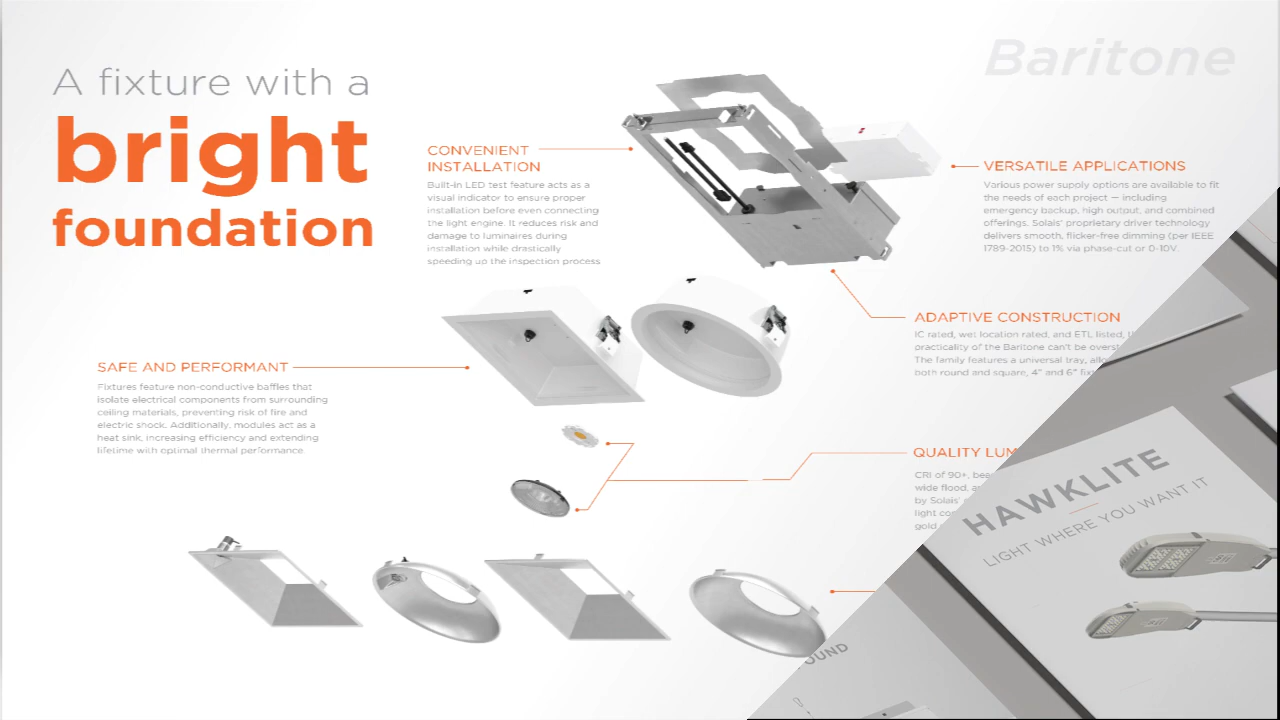 Baritone
A fixture with a
bright
foundation
CONVENIENT
INSTALLATION
Built-in LED test feature acts as a
visual indicator to ensure proper
installation before even connecting
the light engine. It reduces risk and
damage to luminaires during
installation while drastically
speeding up the inspection process
VERSATILE APPLICATIONS
Various power supply options are available to fit
the needs of each project — including
emergency backup, high output, and combined
offerings. Solais' proprietary driver technology
delivers smooth, flicker-free dimming (per IEEE
1789-2015) to 1% via phase-cut or 0-10V.
ADAPTIVE CONSTRUCTION
IC rated, wet location rated, and ETL listed,
practicality of the Baritone can't be
The family features a universal tray,
both round and square, 4" and 6"
SAFE AND PERFORMANT
Fixtures feature non-conductive baffles that
isolate electrical components from surrounding
ceiling materials, preventing risk of fire and
electric shock. Additionally, modules act as a
heat sink, increasing efficiency and extending
lifetime with optimal thermal performance.
QUALITY
CRI of 90+,
wide flood,
by Solais'
light
gold
HAWKLITE
LIGHT WHERE YOU WANT IT